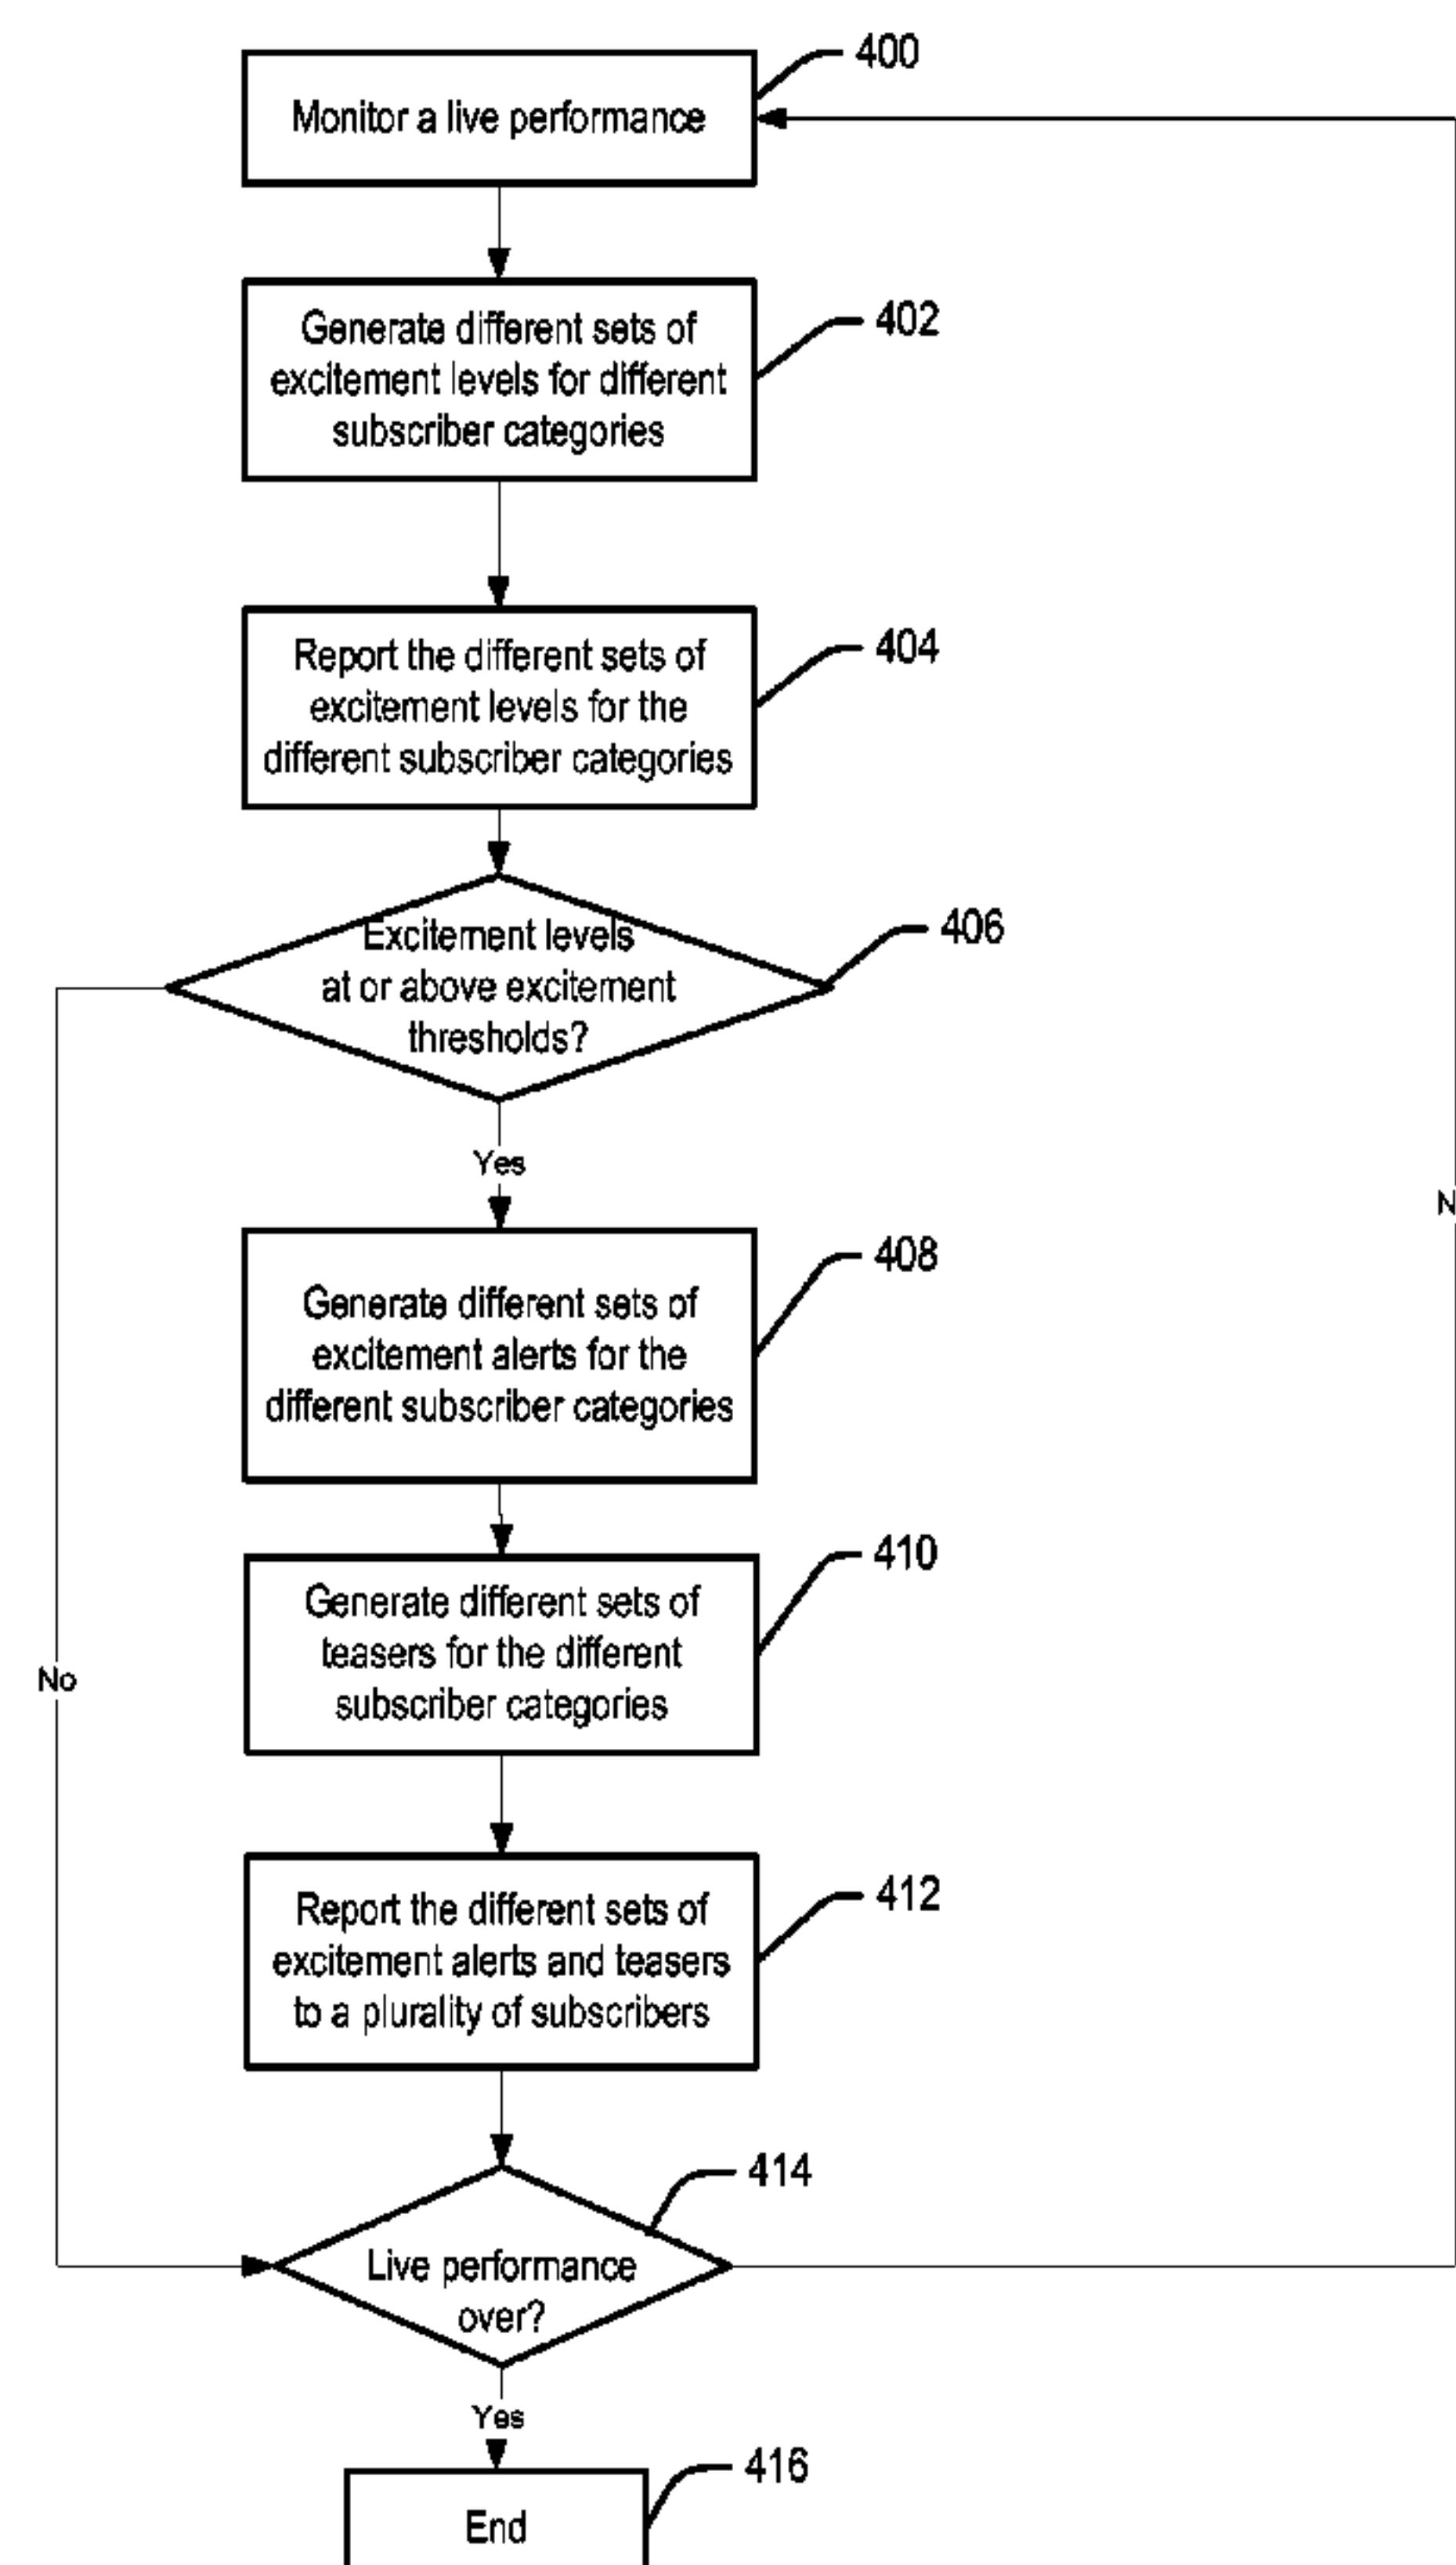 400
Monitor a live performance
402
Generate different sets of
excitement levels for different
subscriber categories
404
Report the different sets of
excitement levels for the
different subscriber categories
406
Excitement levels
at or above excitement
thresholds?
Yes
408
Generate different sets of
excitement alerts for the
different subscriber categories
410
Generate different sets of
teasers for the different
subscriber categories
No
412
Report the different sets of
excitement alerts and teasers
to a plurality of subscribers
414
Live performance
over?
Yes
416
End